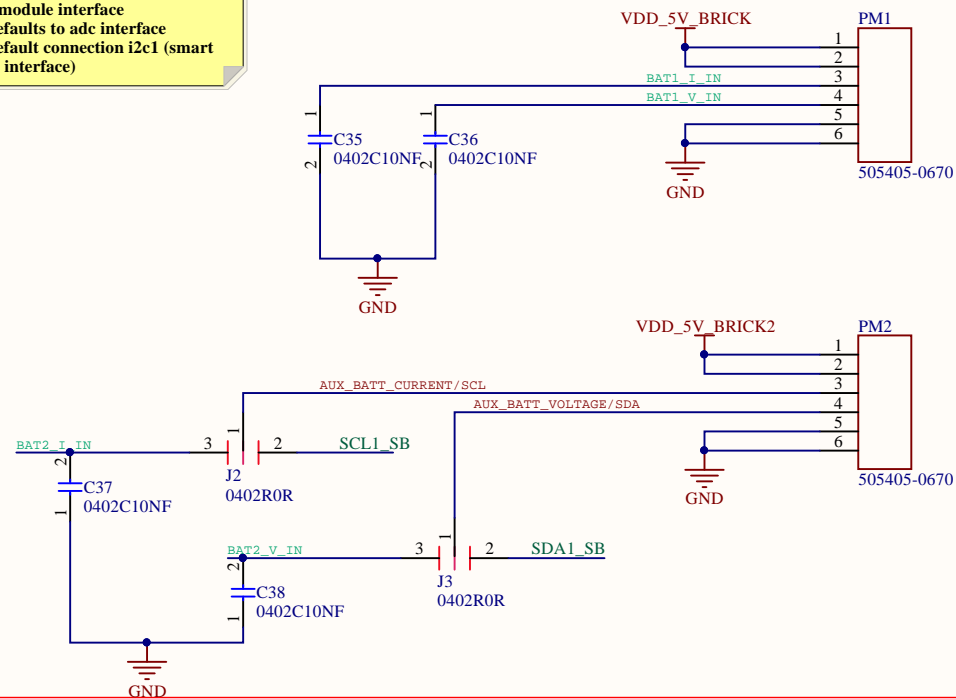 module interface
efaults to adc interface
efault connection i2c1 (smart
interface)
VDD_5V_BRICK
PM1
1
2
BAT1_I_IN
3
BAT1_V_IN
4
5
6
GND
505405-0670
1
C35
0402C10NF
2
1
C36
0402C10NF
2
GND
VDD_5V_BRICK2
PM2
1
2
AUX_BATT_CURRENT/SCL
3
AUX_BATT_VOLTAGE/SDA
4
5
6
GND
505405-0670
BAT2_I_IN
3
1
2
SCL1_SB
J2
0402R0R
2
C37
0402C10NF
1
BAT2_V_IN
3
1
2
SDA1_SB
J3
0402R0R
2
C38
0402C10NF
1
GND